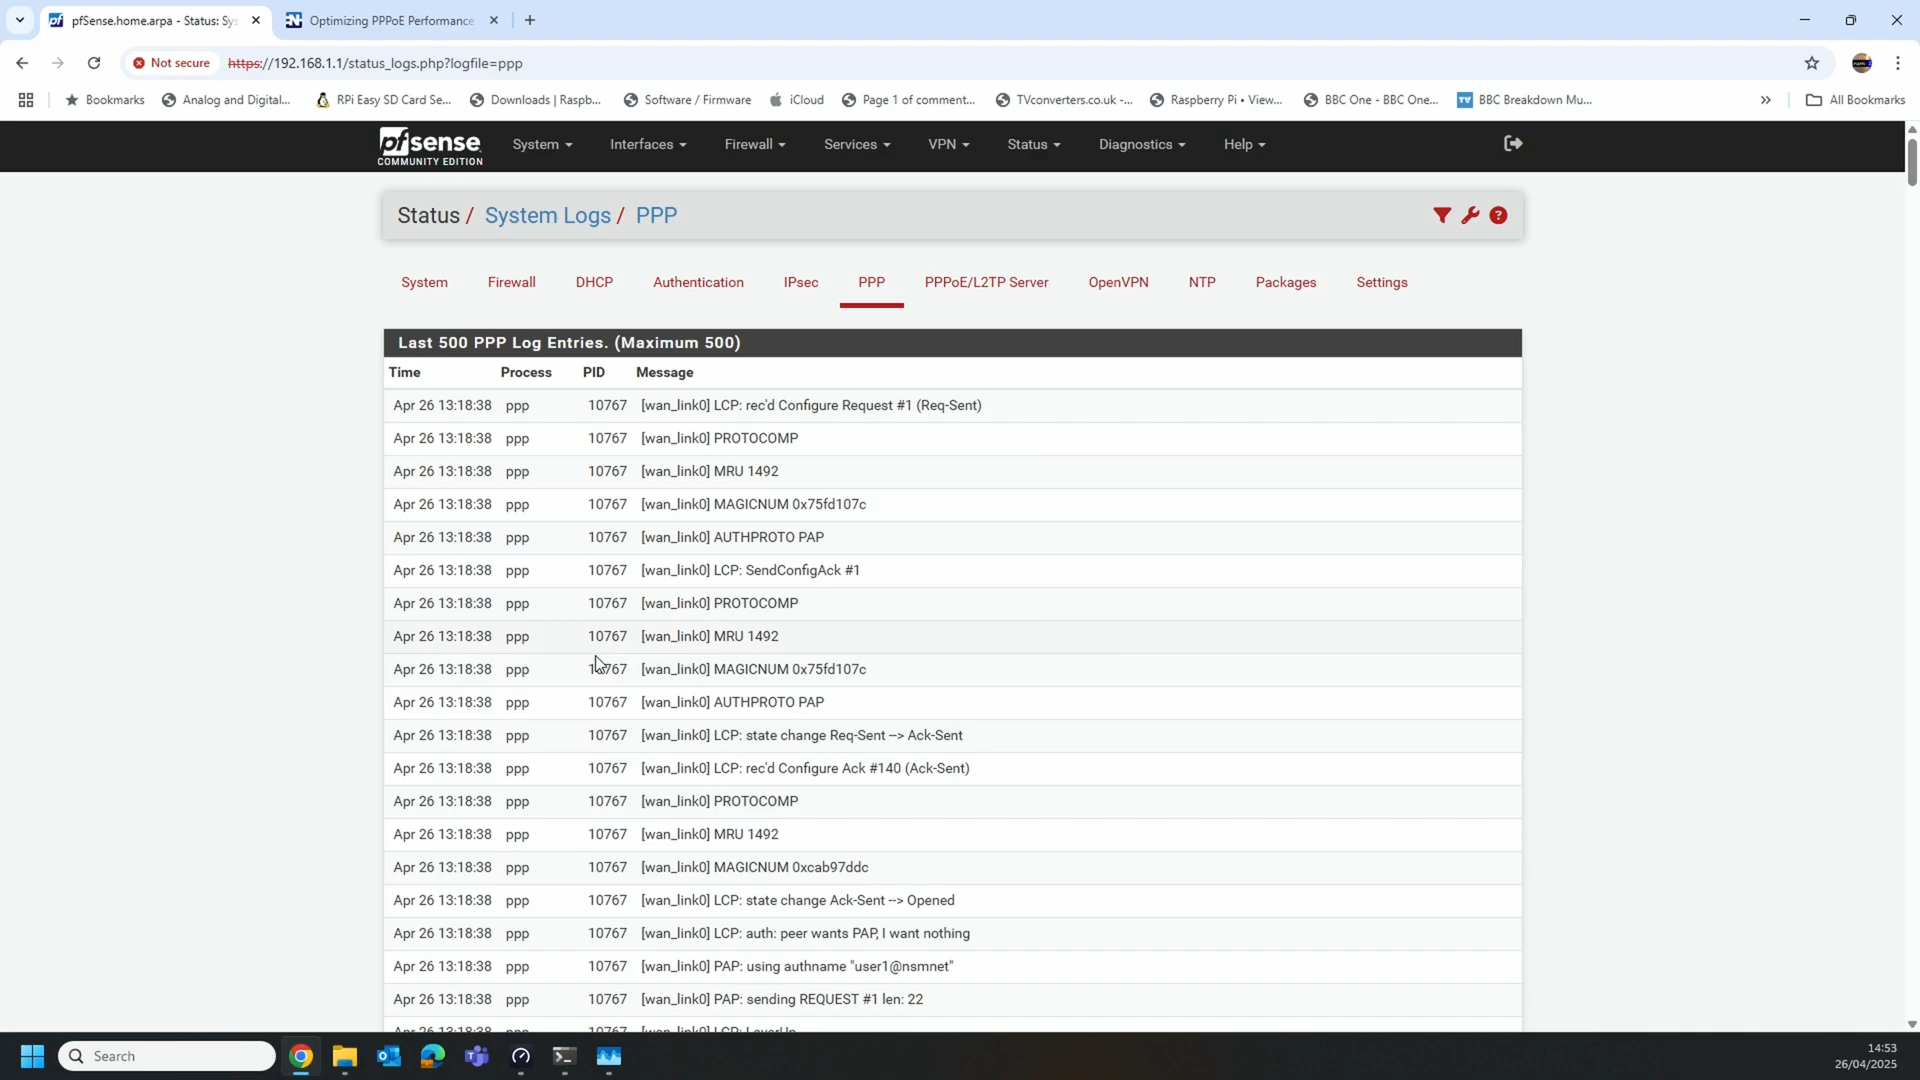 pfSense.home.arpa - Status: Sy
Optimizing PPPoE Performance
Not secure
https://192.168.1.1/status_logs.php?logfile=ppp
Bookmarks
Analog and Digital...
RPi Easy SD Card Se...
Downloads | Raspb...
Software / Firmware
iCloud
Page 1 of comment...
TVconverters.co.uk -...
Raspberry Pi • View...
BBC One - BBC One...
BBC Breakdown Mu...
All Bookmarks
pfsense
COMMUNITY EDITION
System
Interfaces
Firewall
Services
VPN
Status
Diagnostics
Help
Status / System Logs / PPP
System
Firewall
DHCP
Authentication
IPsec
PPP
PPPoE/L2TP Server
OpenVPN
NTP
Packages
Settings
Last 500 PPP Log Entries. (Maximum 500)
Time Process PID Message
Apr 26 13:18:38 ppp 10767 [wan_link0] LCP: rec'd Configure Request #1 (Req-Sent)
Apr 26 13:18:38 ppp 10767 [wan_link0] PROTOCOMP
Apr 26 13:18:38 ppp 10767 [wan_link0] MRU 1492
Apr 26 13:18:38 ppp 10767 [wan_link0] MAGICNUM 0x75fd107c
Apr 26 13:18:38 ppp 10767 [wan_link0] AUTHPROTO PAP
Apr 26 13:18:38 ppp 10767 [wan_link0] LCP: SendConfigAck #1
Apr 26 13:18:38 ppp 10767 [wan_link0] PROTOCOMP
Apr 26 13:18:38 ppp 10767 [wan_link0] MRU 1492
Apr 26 13:18:38 ppp 10767 [wan_link0] MAGICNUM 0x75fd107c
Apr 26 13:18:38 ppp 10767 [wan_link0] AUTHPROTO PAP
Apr 26 13:18:38 ppp 10767 [wan_link0] LCP: state change Req-Sent --> Ack-Sent
Apr 26 13:18:38 ppp 10767 [wan_link0] LCP: rec'd Configure Ack #140 (Ack-Sent)
Apr 26 13:18:38 ppp 10767 [wan_link0] PROTOCOMP
Apr 26 13:18:38 ppp 10767 [wan_link0] MRU 1492
Apr 26 13:18:38 ppp 10767 [wan_link0] MAGICNUM 0xcab97ddc
Apr 26 13:18:38 ppp 10767 [wan_link0] LCP: state change Ack-Sent --> Opened
Apr 26 13:18:38 ppp 10767 [wan_link0] LCP: auth: peer wants PAP, I want nothing
Apr 26 13:18:38 ppp 10767 [wan_link0] PAP: using authname "user1@nsmnet"
Apr 26 13:18:38 ppp 10767 [wan_link0] PAP: sending REQUEST #1 len: 22
Apr 26 13:18:38 ppp 10767 [wan_link0] LCP: LayerUp
Search
14:53
26/04/2025